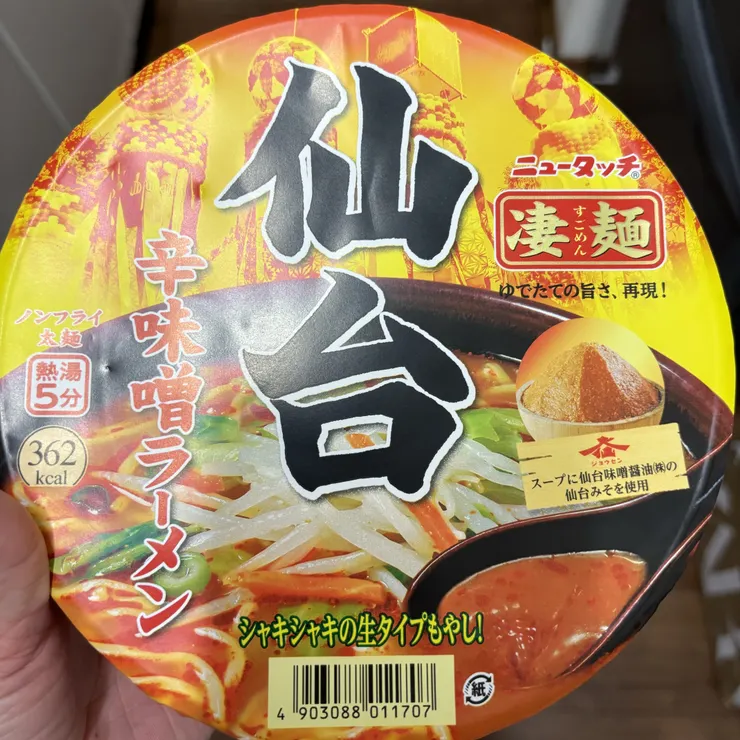 仙台
辛味噌ラーメン
ニュータッチ®
凄麺
すごめん
ゆでたての旨さ、再現!
ノンフライ
太麺
熱湯
5分
362
kcal
仙
ジョウセン
スープに仙台味噌醤油㈱の
仙台みそを使用
シャキシャキの生タイプもやし!
紙
4 903088 011707